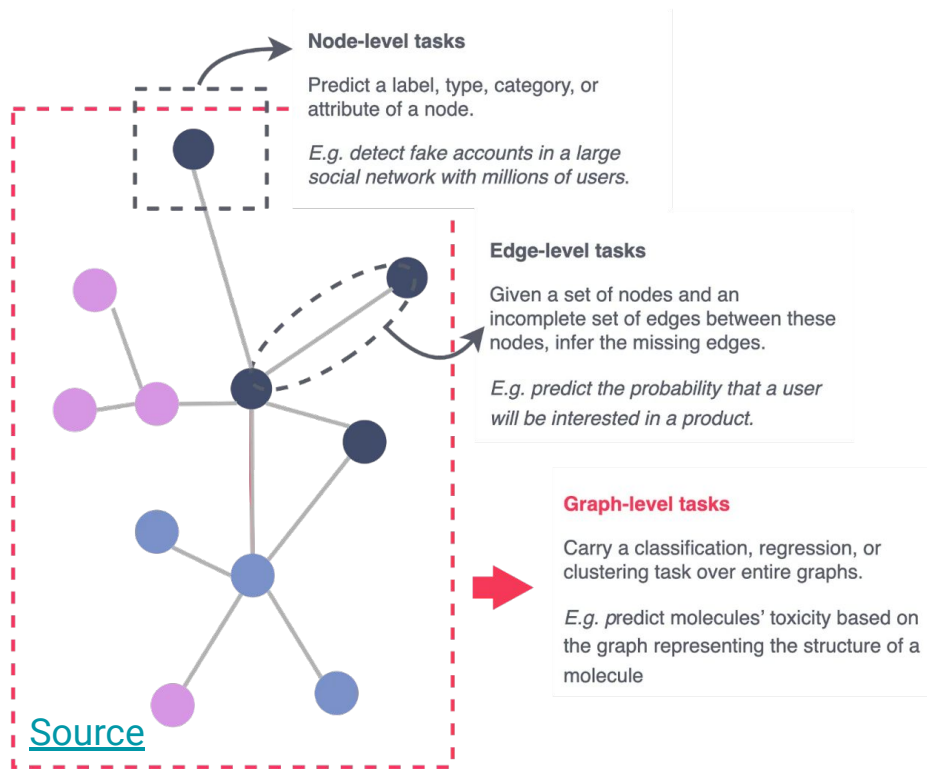 Node-level tasks
Predict a label, type, category, or
attribute of a node.
E.g. detect fake accounts in a large
social network with millions of users.
Edge-level tasks
Given a set of nodes and an
incomplete set of edges between these
nodes, infer the missing edges.
E.g. predict the probability that a user
will be interested in a product.
Graph-level tasks
Carry a classification, regression, or
clustering task over entire graphs.
E.g. predict molecules’ toxicity based on
the graph representing the structure of a
molecule
Source